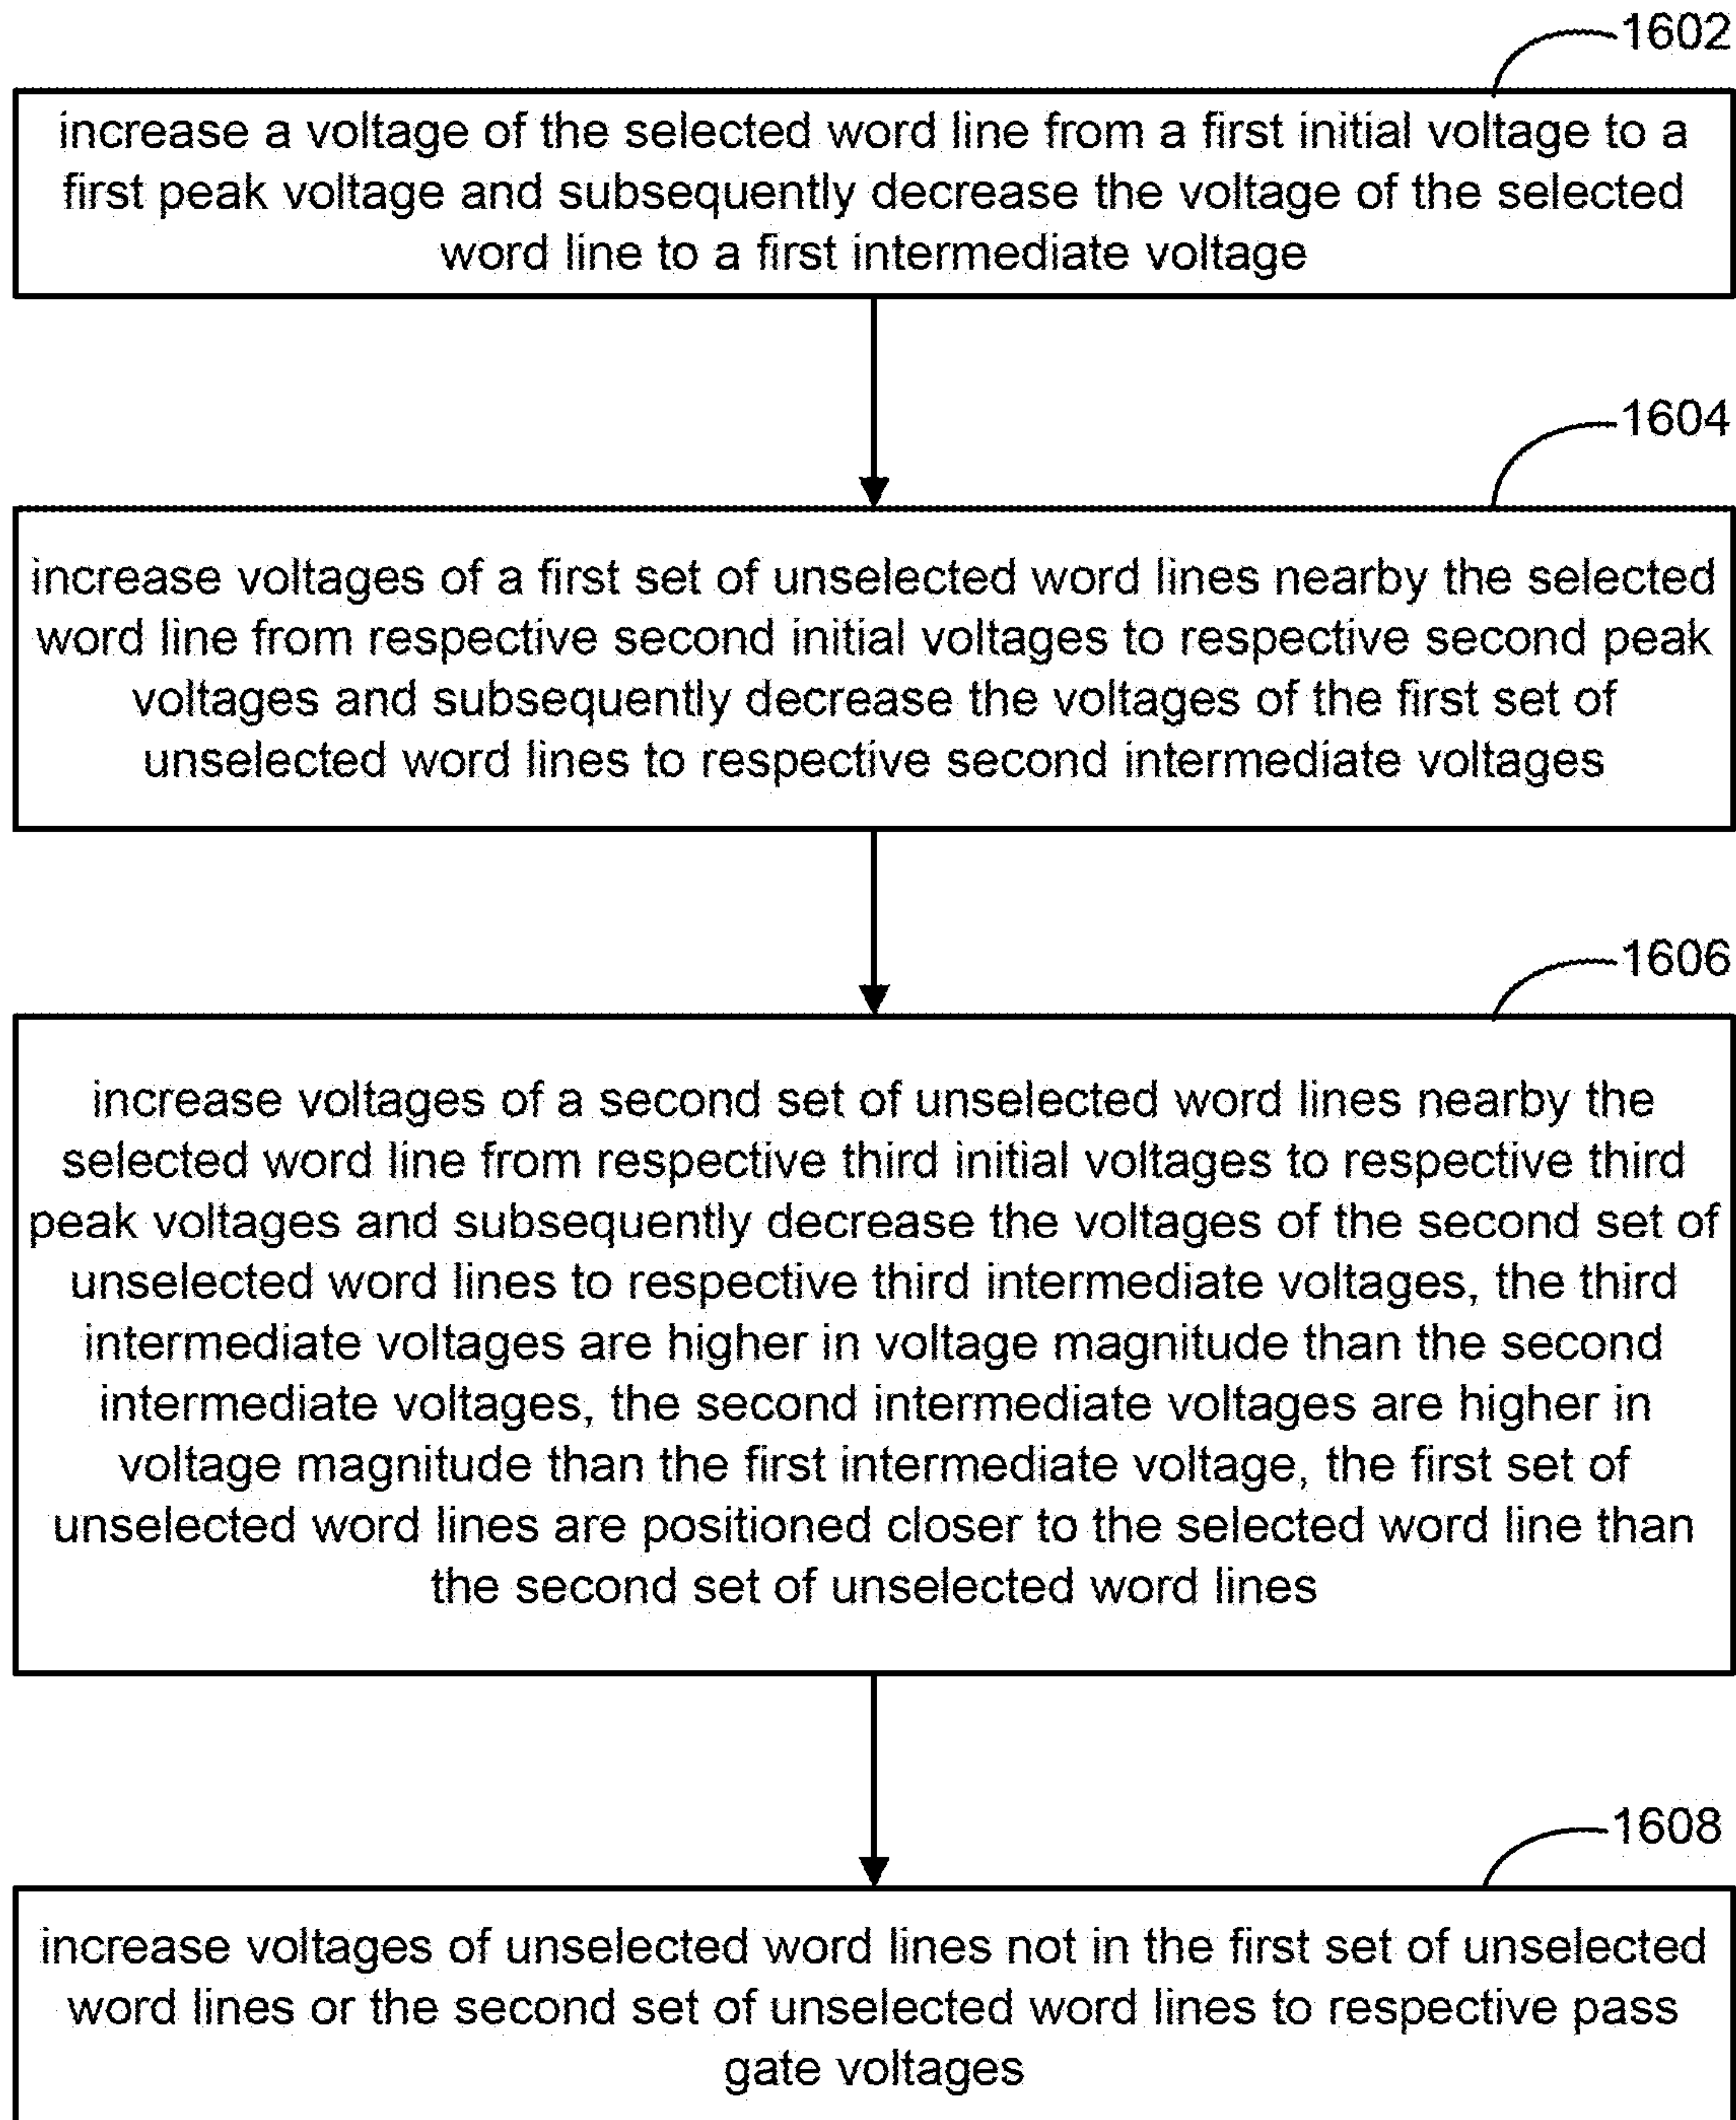 1602
increase a voltage of the selected word line from a first initial voltage to a
first peak voltage and subsequently decrease the voltage of the selected
word line to a first intermediate voltage
1604
increase voltages of a first set of unselected word lines nearby the selected
word line from respective second initial voltages to respective second peak
voltages and subsequently decrease the voltages of the first set of
unselected word lines to respective second intermediate voltages
1606
increase voltages of a second set of unselected word lines nearby the
selected word line from respective third initial voltages to respective third
peak voltages and subsequently decrease the voltages of the second set of
unselected word lines to respective third intermediate voltages, the third
intermediate voltages are higher in voltage magnitude than the second
intermediate voltages, the second intermediate voltages are higher in
voltage magnitude than the first intermediate voltage, the first set of
unselected word lines are positioned closer to the selected word line than
the second set of unselected word lines
1608
increase voltages of unselected word lines not in the first set of unselected
word lines or the second set of unselected word lines to respective pass
gate voltages